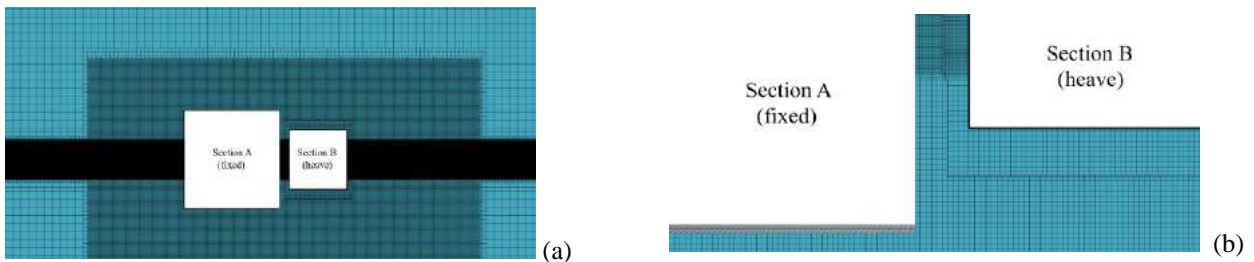 Section A
(fixed)
Section B
(heave)
(a)
Section A
(fixed)
Section B
(heave)
(b)